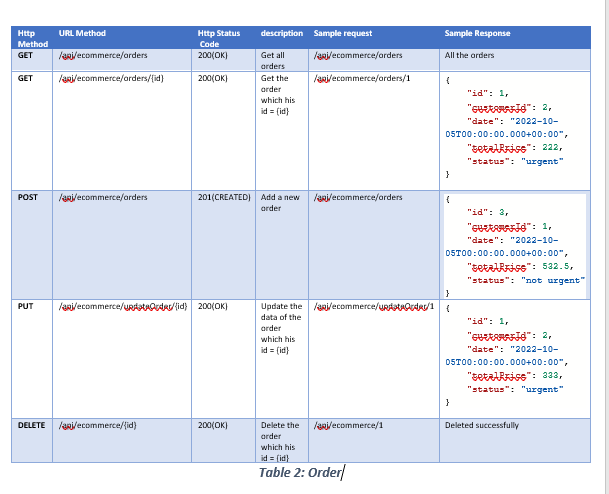 Http Method URL Method Http Status Code description Sample request Sample Response
GET /api/ecommerce/orders 200(OK) Get all orders /api/ecommerce/orders All the orders
GET /api/ecommerce/orders/{id} 200(OK) Get the order which his id = {id} /api/ecommerce/orders/1
{
"id": 1,
"customerId": 2,
"date": "2022-10-
05T00:00:00.000+00:00",
"totalPrice": 222,
"status": "urgent"
}
POST /api/ecommerce/orders 201(CREATED) Add a new order /api/ecommerce/orders
{
"id": 3,
"customerId": 1,
"date": "2022-10-
05T00:00:00.000+00:00",
"totalPrice": 532.5,
"status": "not urgent"
}
PUT /api/ecommerce/updateOrder/{id} 200(OK) Update the data of the order which his id = {id} /api/ecommerce/updateOrder/1
{
"id": 1,
"customerId": 2,
"date": "2022-10-
05T00:00:00.000+00:00",
"totalPrice": 333,
"status": "urgent"
}
DELETE /api/ecommerce/{id} 200(OK) Delete the order which his id = {id} /api/ecommerce/1 Deleted successfully
Table 2: Order